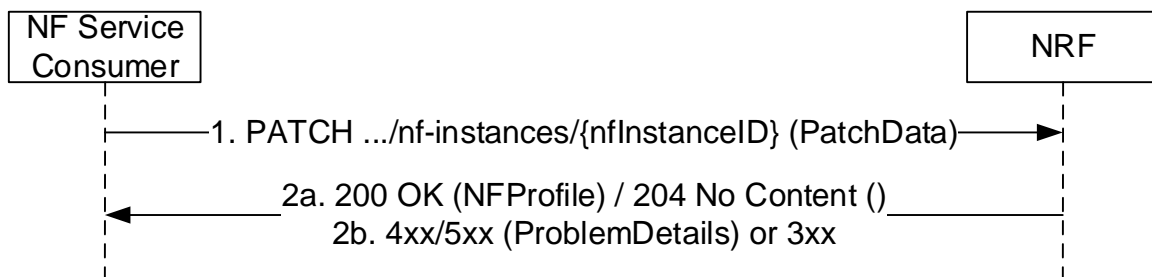 NF Service
Consumer
NRF
1. PATCH .../nf-instances/{nfInstanceID} (PatchData)
2a. 200 OK (NFProfile) / 204 No Content ()
2b. 4xx/5xx (ProblemDetails) or 3xx